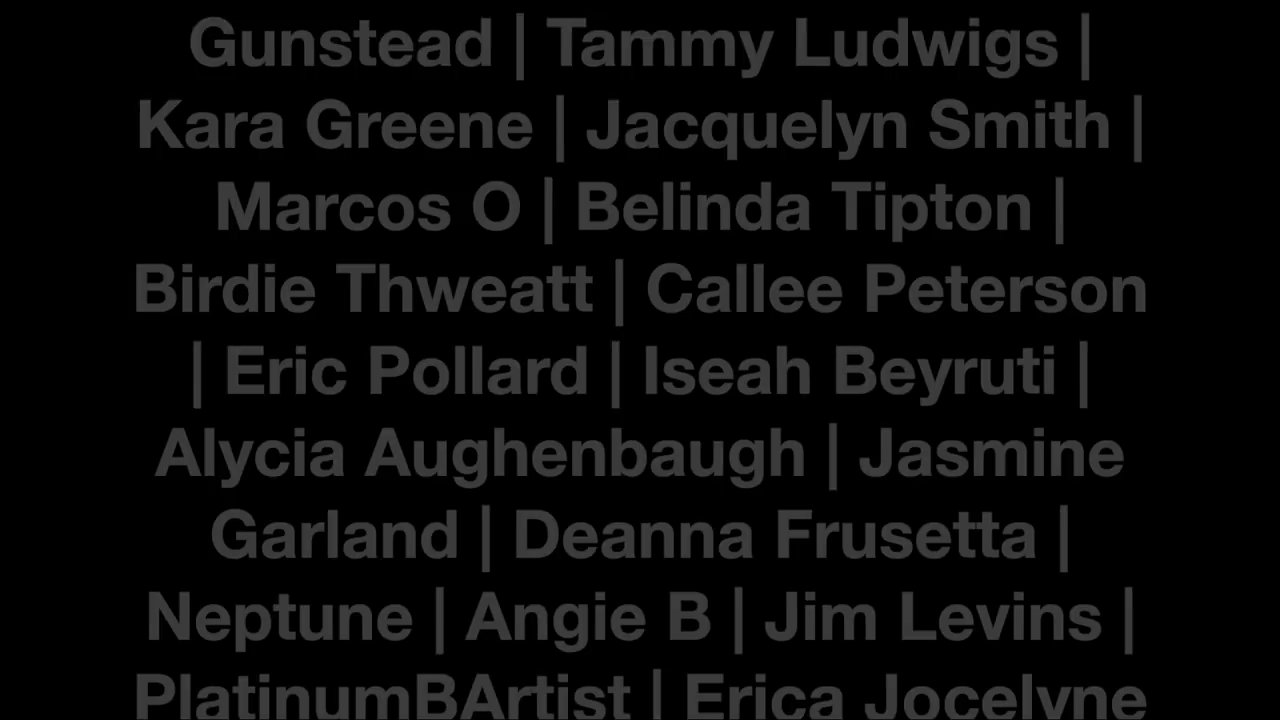 Gunstead | Tammy Ludwigs |
Kara Greene | Jacquelyn Smith |
Marcos O | Belinda Tipton |
Birdie Thweatt | Callee Peterson
| Eric Pollard | Iseah Beyruti |
Alycia Aughenbaugh | Jasmine
Garland | Deanna Frusetta |
Neptune | Angie B | Jim Levins |
PlatinumBArtist | Erica Jocelyne